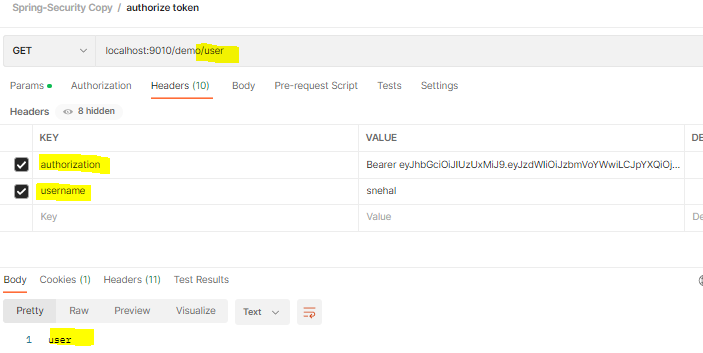 Spring-Security Copy / authorize token
GET localhost:9010/demo/user
Params Authorization Headers (10) Body Pre-request Script Tests Settings
Headers 8 hidden
KEY VALUE DE
authorization Bearer eyJhbGciOiJIUzUxMiJ9.eyJzdWIiOiJzbmVoYWwiLCJpYXQiOj...
username snehal
Key Value De
Body Cookies (1) Headers (11) Test Results
Pretty Raw Preview Visualize Text
1 user